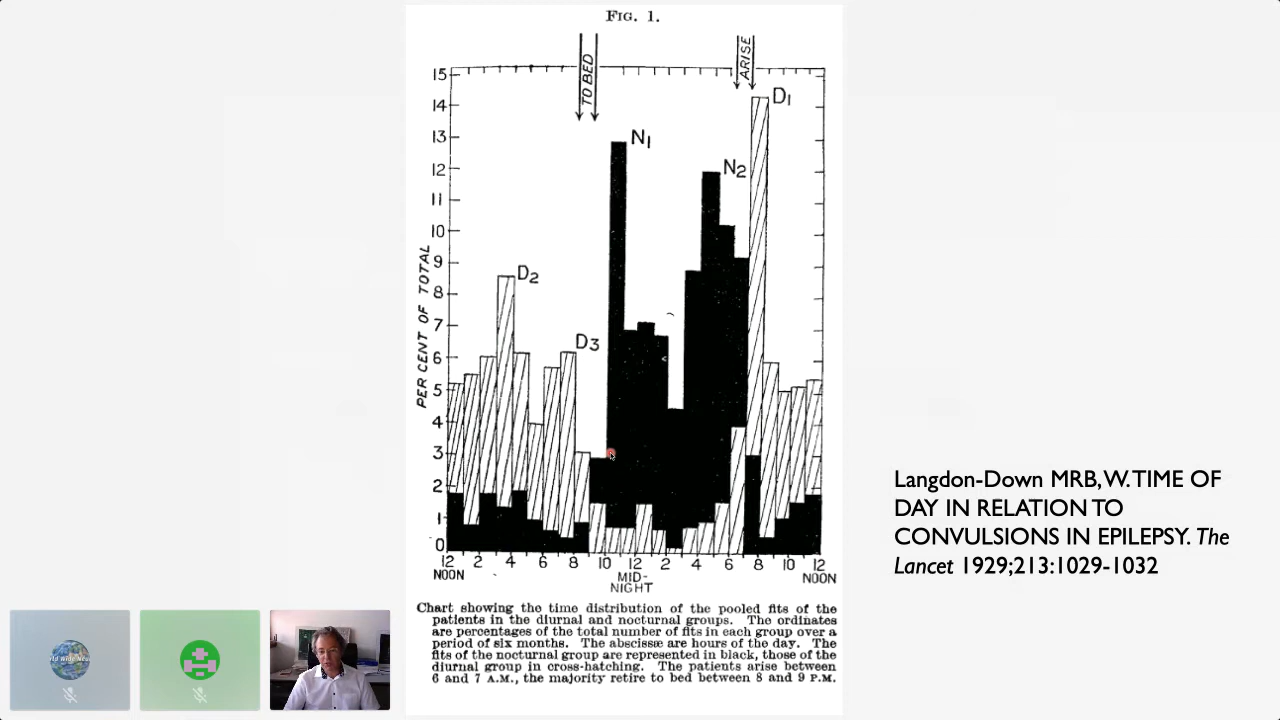 FIG. 1.
TO BED
ARISE
15
14
13
12
11
10
9
8
7
6
5
4
3
2
1
0
PER CENT OF TOTAL
D1
N1
N2
D2
D3
12 2 4 6 8 10 12 2 4 6 8 10 12
NOON MID- NOON
NIGHT
Chart showing the time distribution of the pooled fits of the
patients in the diurnal and nocturnal groups. The ordinates
are percentages of the total number of fits in each group over a
period of six months. The abscissæ are hours of the day. The
fits of the nocturnal group are represented in black, those of the
diurnal group in cross-hatching. The patients arise between
6 and 7 A.M., the majority retire to bed between 8 and 9 P.M.
Langdon-Down MRB, W. TIME OF
DAY IN RELATION TO
CONVULSIONS IN EPILEPSY. The
Lancet 1929;213:1029-1032